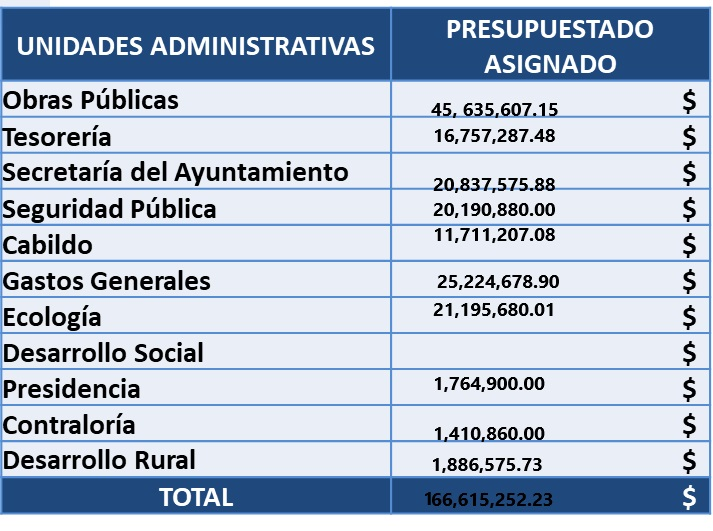 UNIDADES ADMINISTRATIVAS PRESUPUESTADO ASIGNADO
Obras Públicas 45, 635,607.15 $
Tesorería 16,757,287.48 $
Secretaría del Ayuntamiento 20,837,575.88 $
Seguridad Pública 20,190,880.00 $
Cabildo 11,711,207.08 $
Gastos Generales 25,224,678.90 $
Ecología 21,195,680.01 $
Desarrollo Social $
Presidencia 1,764,900.00 $
Contraloría 1,410,860.00 $
Desarrollo Rural 1,886,575.73 $
TOTAL 166,615,252.23 $